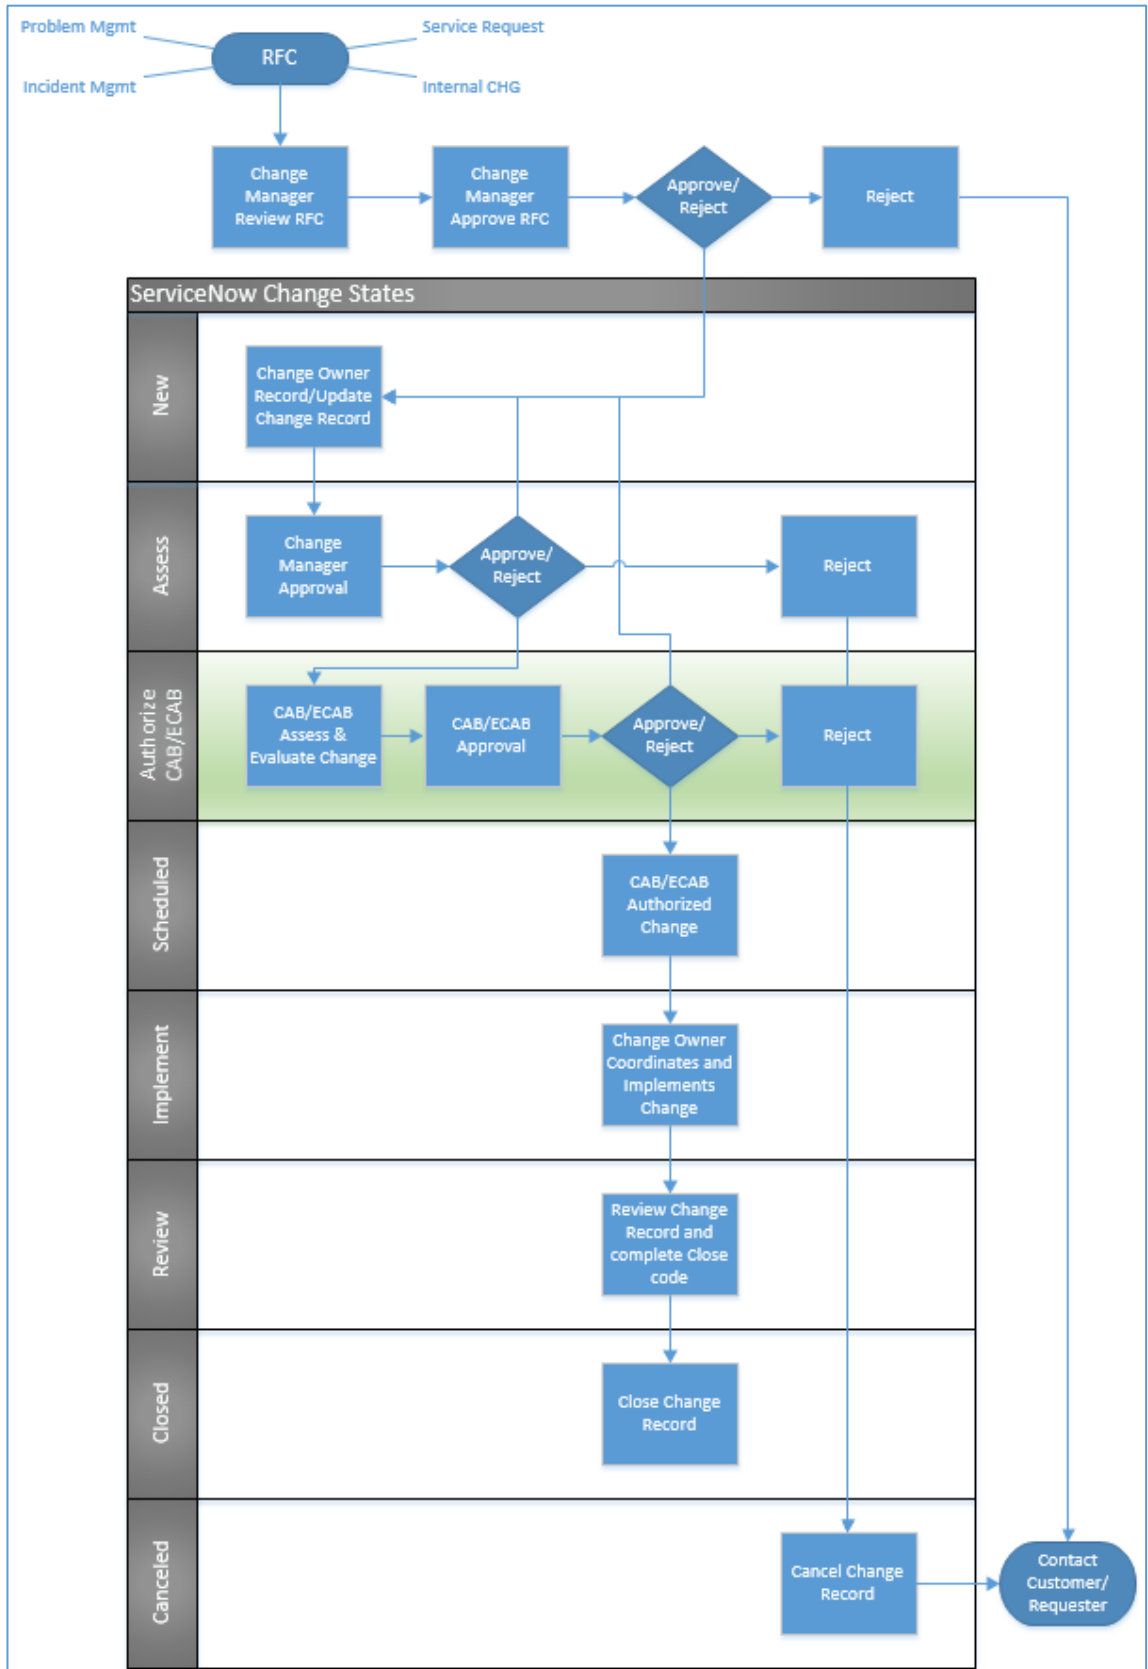 Problem Mgmt
Service Request
RFC
Incident Mgmt
Internal CHG
Change
Manager
Review RFC
Change
Manager
Approve RFC
Approve/
Reject
Reject
ServiceNow Change States
New
Change Owner
Record/Update
Change Record
Assess
Change
Manager
Approval
Approve/
Reject
Reject
Authorize
CAB/ECAB
CAB/ECAB
Assess &
Evaluate Change
CAB/ECAB
Approval
Approve/
Reject
Reject
Scheduled
CAB/ECAB
Authorized
Change
Implement
Change Owner
Coordinates and
Implements
Change
Review
Review Change
Record and
complete Close
code
Closed
Close Change
Record
Canceled
Cancel Change
Record
Contact
Customer/
Requester